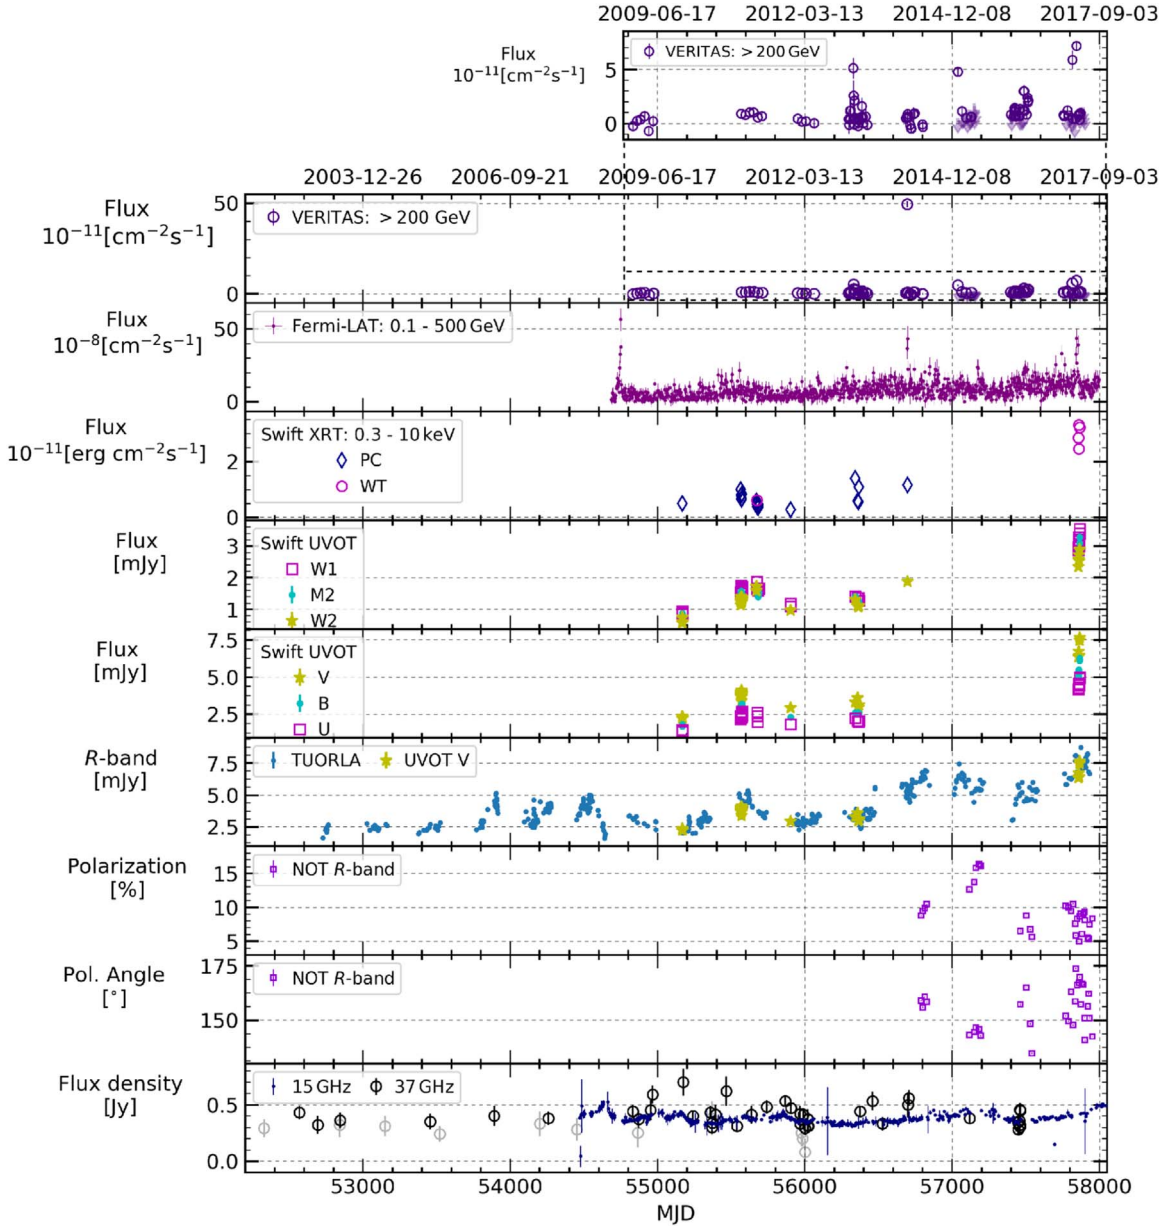 2009-06-17 2012-03-13 2014-12-08 2017-09-03
Flux
10⁻¹¹[cm⁻²s⁻¹]
VERITAS: > 200 GeV
5
0
2003-12-26 2006-09-21 2009-06-17 2012-03-13 2014-12-08 2017-09-03
Flux
10⁻¹¹[cm⁻²s⁻¹]
50
0
VERITAS: > 200 GeV
Flux
10⁻⁸[cm⁻²s⁻¹]
50
0
Fermi-LAT: 0.1 - 500 GeV
Flux
10⁻¹¹[erg cm⁻²s⁻¹]
2
0
Swift XRT: 0.3 - 10 keV
PC
WT
Flux
[mJy]
3
2
1
Swift UVOT
W1
M2
W2
Flux
[mJy]
7.5
5.0
2.5
Swift UVOT
V
B
U
R-band
[mJy]
7.5
5.0
2.5
TUORLA UVOT V
Polarization
[%]
15
10
5
NOT R-band
Pol. Angle
[°]
175
150
NOT R-band
Flux density
[Jy]
0.5
0.0
15 GHz 37 GHz
53000 54000 55000 56000 57000 58000
MJD